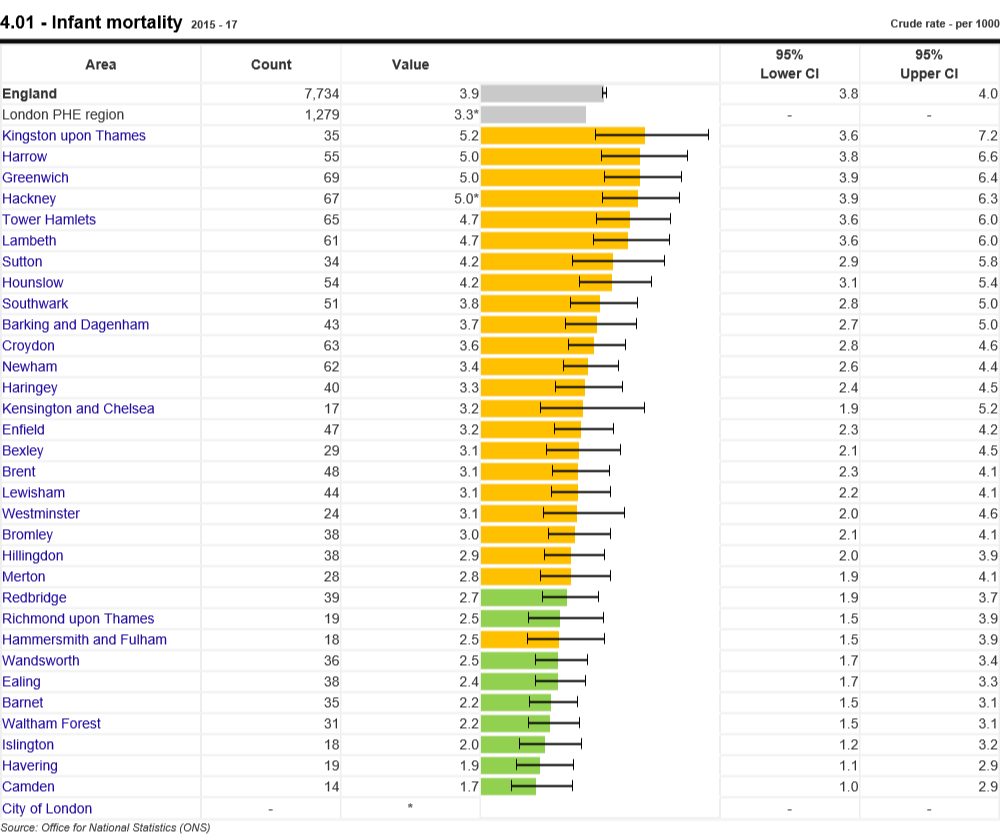 4.01 - Infant mortality 2015 - 17 Crude rate - per 1000
Area Count Value 95% Lower CI 95% Upper CI
England 7,734 3.9 3.8 4.0
London PHE region 1,279 3.3* - -
Kingston upon Thames 35 5.2 3.6 7.2
Harrow 55 5.0 3.8 6.6
Greenwich 69 5.0 3.9 6.4
Hackney 67 5.0* 3.9 6.3
Tower Hamlets 65 4.7 3.6 6.0
Lambeth 61 4.7 3.6 6.0
Sutton 34 4.2 2.9 5.8
Hounslow 54 4.2 3.1 5.4
Southwark 51 3.8 2.8 5.0
Barking and Dagenham 43 3.7 2.7 5.0
Croydon 63 3.6 2.8 4.6
Newham 62 3.4 2.6 4.4
Haringey 40 3.3 2.4 4.5
Kensington and Chelsea 17 3.2 1.9 5.2
Enfield 47 3.2 2.3 4.2
Bexley 29 3.1 2.1 4.5
Brent 48 3.1 2.3 4.1
Lewisham 44 3.1 2.2 4.1
Westminster 24 3.1 2.0 4.6
Bromley 38 3.0 2.1 4.1
Hillingdon 38 2.9 2.0 3.9
Merton 28 2.8 1.9 4.1
Redbridge 39 2.7 1.9 3.7
Richmond upon Thames 19 2.5 1.5 3.9
Hammersmith and Fulham 18 2.5 1.5 3.9
Wandsworth 36 2.5 1.7 3.4
Ealing 38 2.4 1.7 3.3
Barnet 35 2.2 1.5 3.1
Waltham Forest 31 2.2 1.5 3.1
Islington 18 2.0 1.2 3.2
Havering 19 1.9 1.1 2.9
Camden 14 1.7 1.0 2.9
City of London - * - -
Source: Office for National Statistics (ONS)